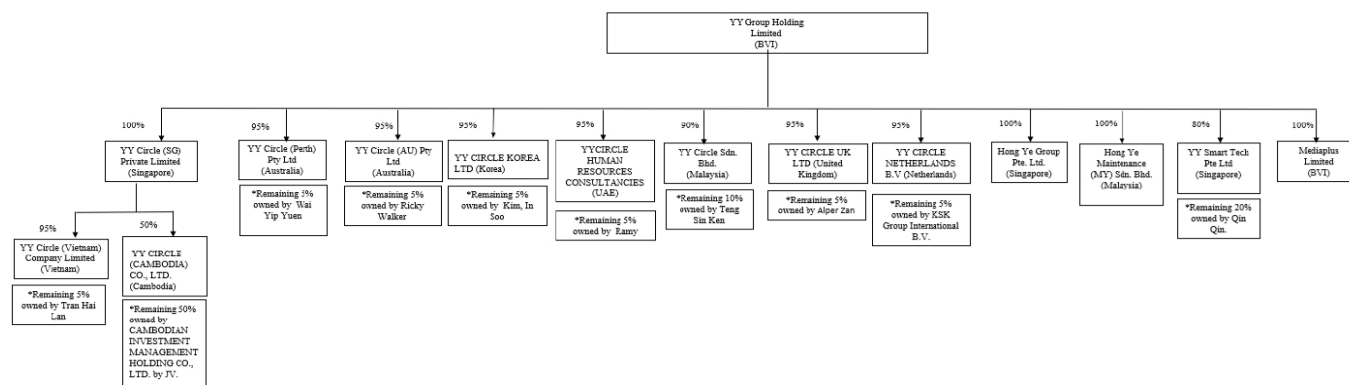 YY Group Holding
Limited
(BVI)
100%
95%
95%
95%
95%
90%
95%
95%
100%
100%
80%
100%
YY Circle (SG)
Private Limited
(Singapore)
YY Circle (Perth)
Pty Ltd
(Australia)
*Remaining 5%
owned by Wai
Yip Yuen
YY Circle (AU) Pty
Ltd
(Australia)
*Remaining 5%
owned by Ricky
Walker
YY CIRCLE KOREA
LTD (Korea)
*Remaining 5%
owned by Kim, In
Soo
YYCIRCLE
HUMAN
RESOURCES
CONSULTANCIES
(UAE)
*Remaining 5%
owned by Ramy
YY Circle Sdn.
Bhd.
(Malaysia)
*Remaining 10%
owned by Teng
Sin Ken
YY CIRCLE UK
LTD (United
Kingdom)
*Remaining 5%
owned by Alper Zan
YY CIRCLE
NETHERLANDS
B.V (Netherlands)
*Remaining 5%
owned by KSK
Group International
B.V.
Hong Ye Group
Pte. Ltd.
(Singapore)
Hong Ye
Maintenance
(MY) Sdn. Bhd.
(Malaysia)
YY Smart Tech
Pte Ltd
(Singapore)
*Remaining 20%
owned by Qin
Qin.
Mediaplus
Limited
(BVI)
95%
50%
YY Circle (Vietnam)
Company Limited
(Vietnam)
*Remaining 5%
owned by Tran Hai
Lan
YY CIRCLE
(CAMBODIA)
CO., LTD.
(Cambodia)
*Remaining 50%
owned by
CAMBODIAN
INVESTMENT
MANAGEMENT
HOLDING CO.,
LTD. by JV.